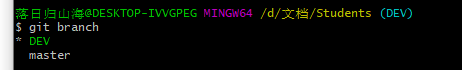 落日归山海@DESKTOP-IVVGPEG MINGW64 /d/文档/Students (DEV)
$ git branch
* DEV
  master